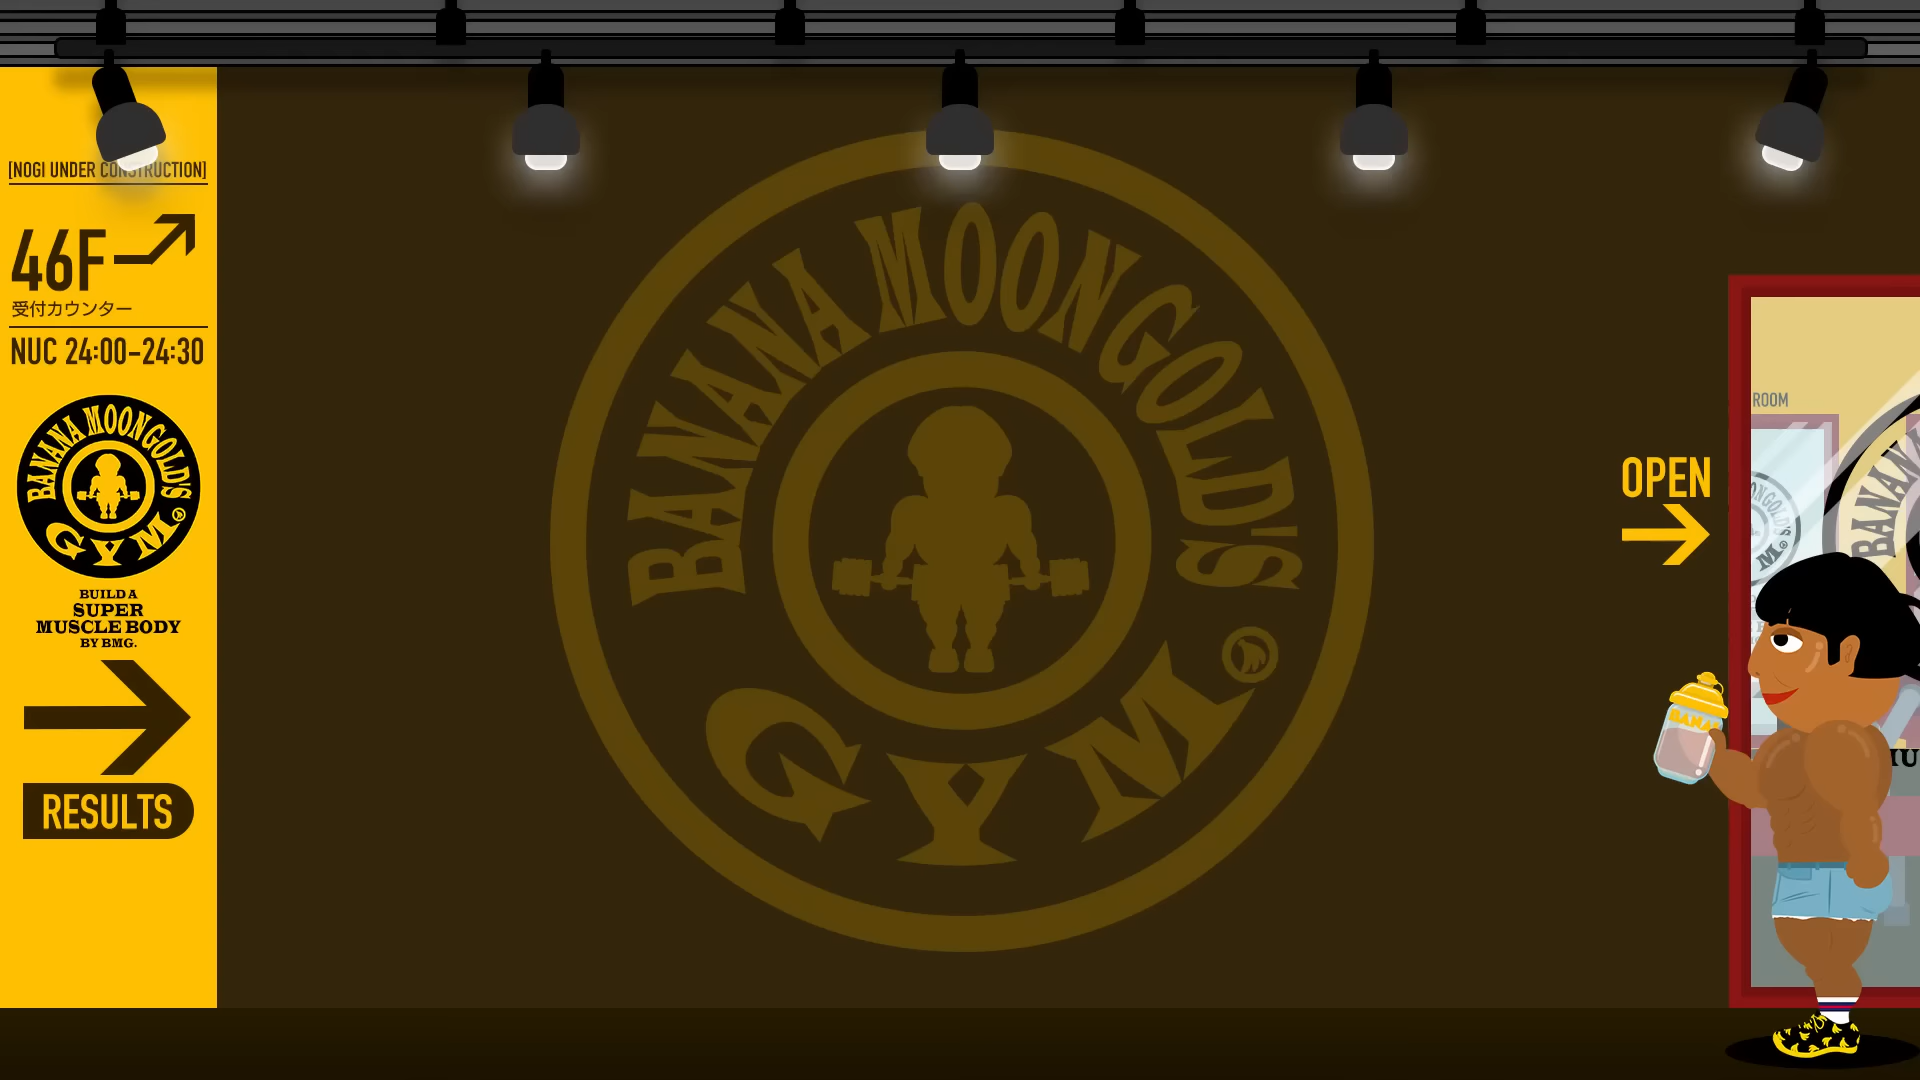 [NOGI UNDER CONSTRUCTION]
46F
受付カウンター
NUC 24:00-24:30
BANANA MOONGOLD'S
GYM
BUILD A
SUPER
MUSCLE BODY
BY BMG.
RESULTS
BANANA MOONGOLD'S
GYM
OPEN
ROOM